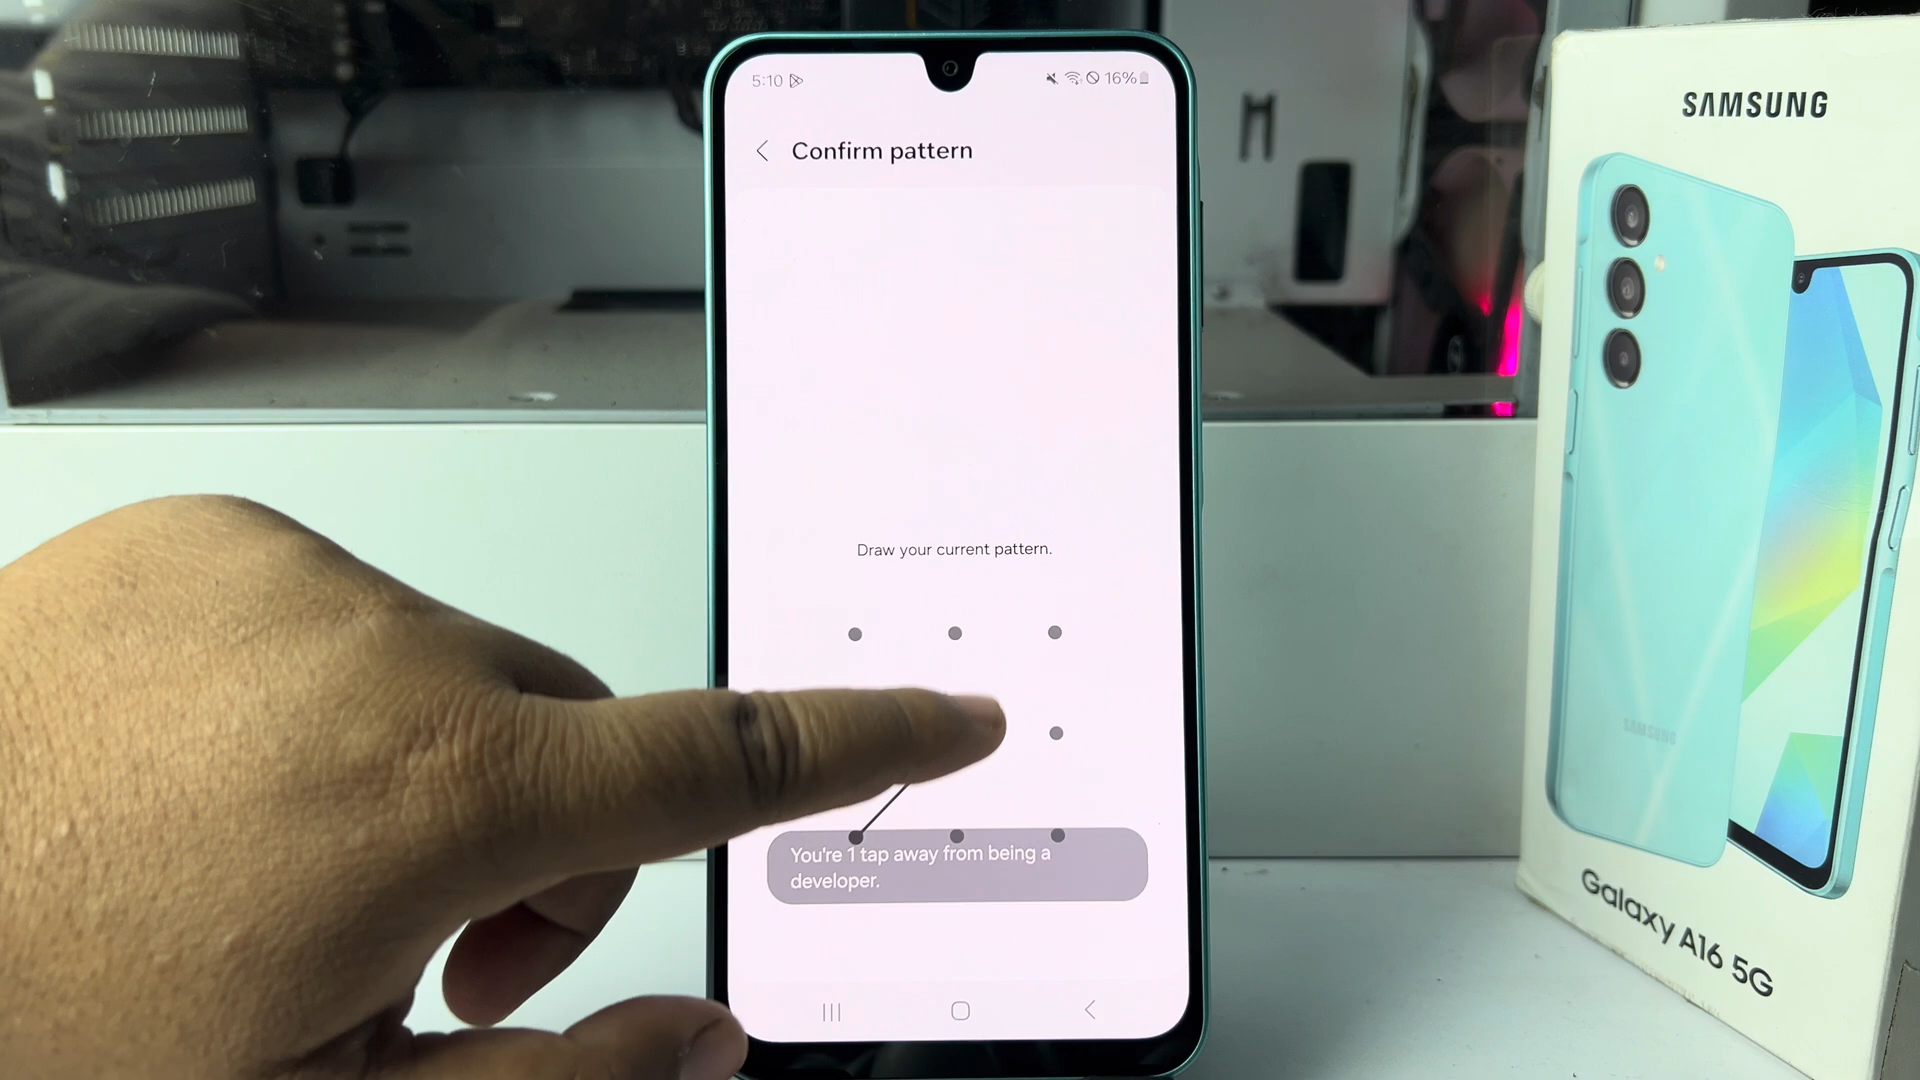 5:10
16%
Confirm pattern
Draw your current pattern.
You're 1 tap away from being a
developer.
SAMSUNG
SAMSUNG
Galaxy A16 5G